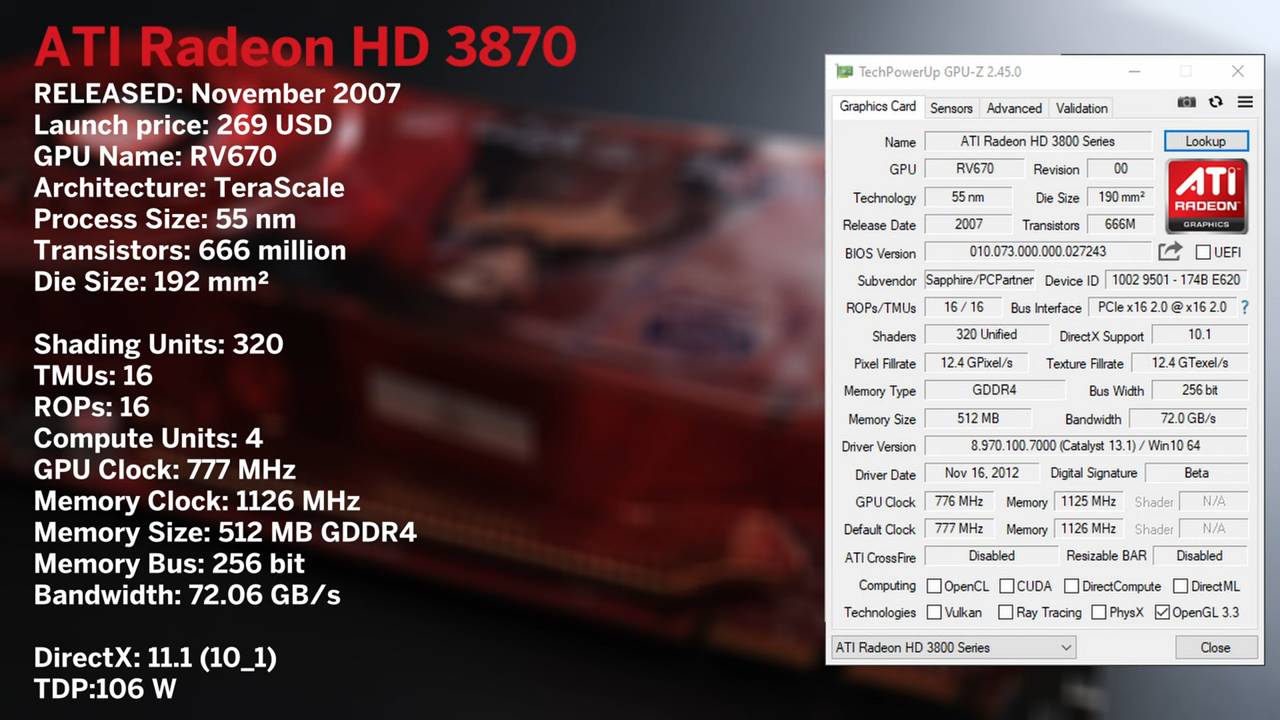 ATI Radeon HD 3870
RELEASED: November 2007
Launch price: 269 USD
GPU Name: RV670
Architecture: TeraScale
Process Size: 55 nm
Transistors: 666 million
Die Size: 192 mm²
Shading Units: 320
TMUs: 16
ROPs: 16
Compute Units: 4
GPU Clock: 777 MHz
Memory Clock: 1126 MHz
Memory Size: 512 MB GDDR4
Memory Bus: 256 bit
Bandwidth: 72.06 GB/s
DirectX: 11.1 (10_1)
TDP:106 W
TechPowerUp GPU-Z 2.45.0
Graphics Card Sensors Advanced Validation
Name ATI Radeon HD 3800 Series Lookup
GPU RV670 Revision 00
ATI
RADEON
GRAPHICS
Technology 55 nm Die Size 190 mm²
Release Date 2007 Transistors 666M
BIOS Version 010.073.000.000.027243 UEFI
Subvendor Sapphire/PCPartner Device ID 1002 9501 - 174B E620
ROPs/TMUs 16 / 16 Bus Interface PCIe x16 2.0 @ x16 2.0 ?
Shaders 320 Unified DirectX Support 10.1
Pixel Fillrate 12.4 GPixel/s Texture Fillrate 12.4 GTexel/s
Memory Type GDDR4 Bus Width 256 bit
Memory Size 512 MB Bandwidth 72.0 GB/s
Driver Version 8.970.100.7000 (Catalyst 13.1) / Win10 64
Driver Date Nov 16, 2012 Digital Signature Beta
GPU Clock 776 MHz Memory 1125 MHz Shader N/A
Default Clock 777 MHz Memory 1126 MHz Shader N/A
ATI CrossFire Disabled Resizable BAR Disabled
Computing OpenCL CUDA DirectCompute DirectML
Technologies Vulkan Ray Tracing PhysX OpenGL 3.3
ATI Radeon HD 3800 Series Close